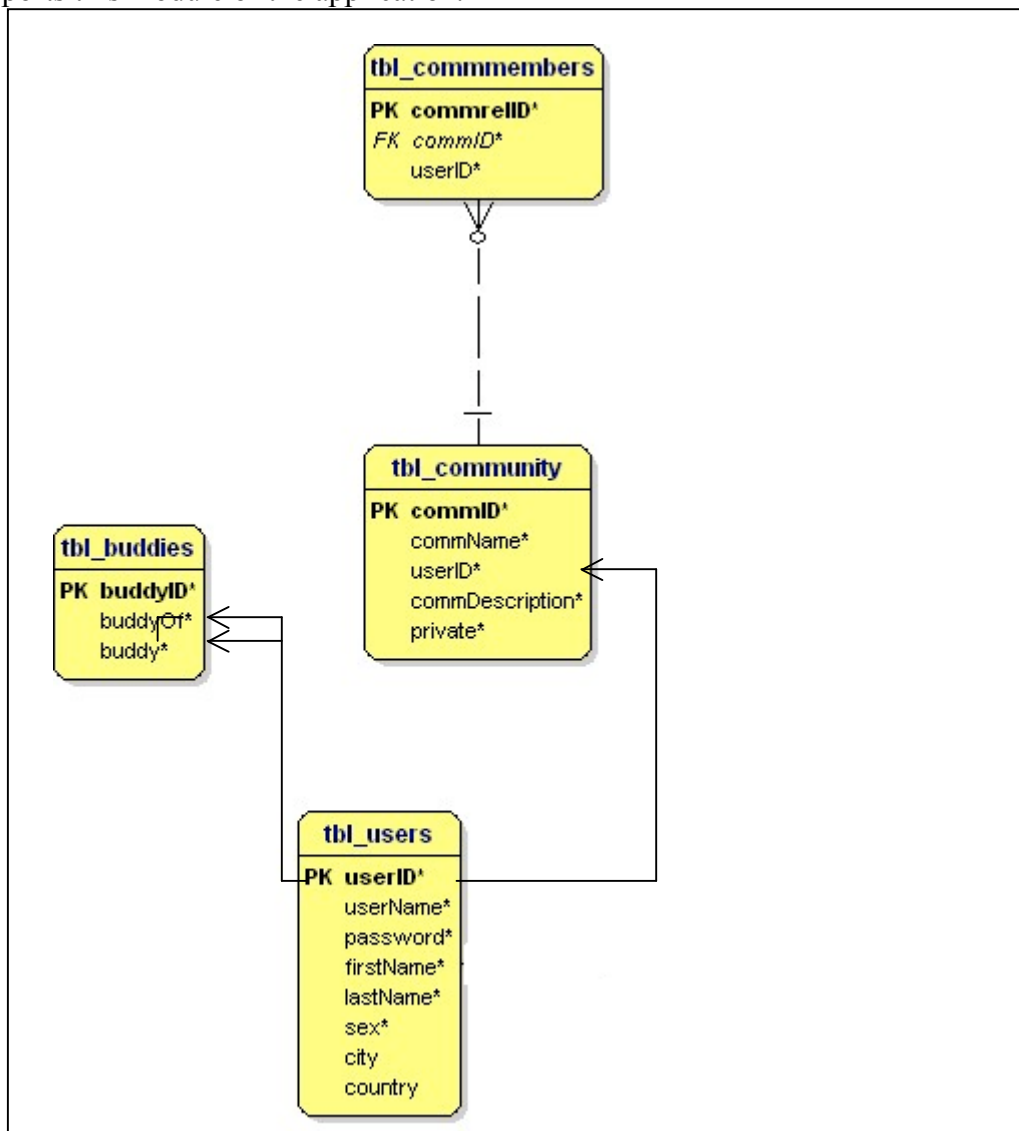 tbl_commmembers
PK commrelID*
FK commID*
userID*
tbl_community
PK commID*
commName*
userID*
commDescription*
private*
tbl_buddies
PK buddyID*
buddyOf*
buddy*
tbl_users
PK userID*
userName*
password*
firstName*
lastName*
sex*
city
country